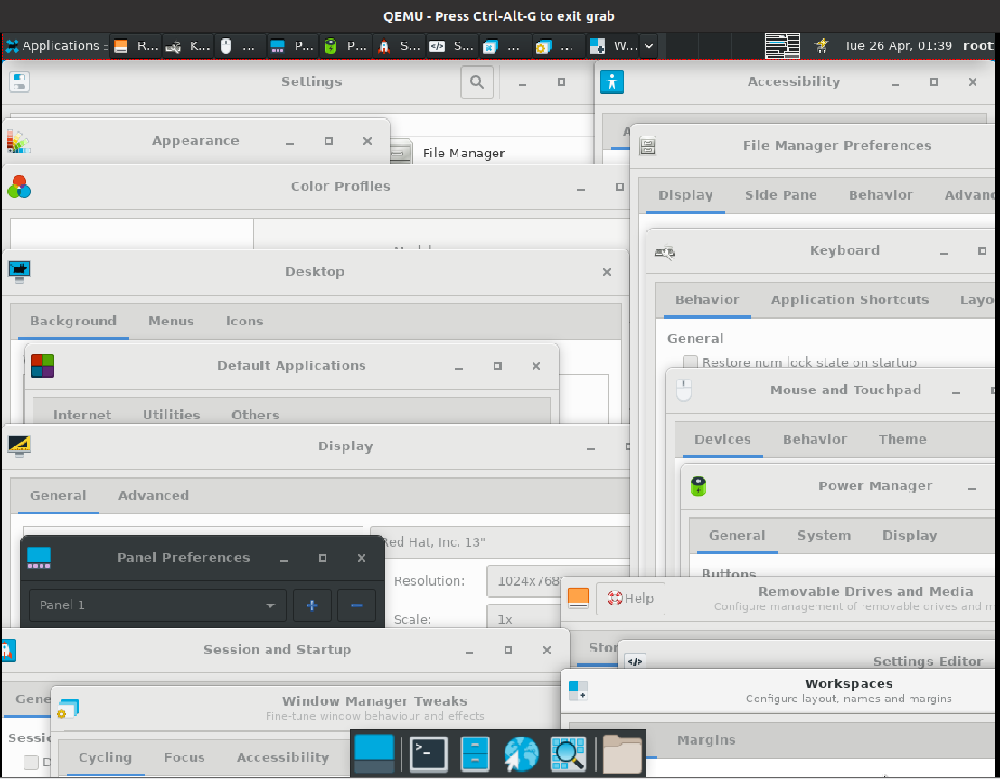 QEMU - Press Ctrl-Alt-G to exit grab
Applications R... K... ... P... P... S... S... ... ... W... Tue 26 Apr, 01:39 root
Settings
Accessibility
Appearance
File Manager
File Manager Preferences
Color Profiles
Display Side Pane Behavior Advanc
Model:
Keyboard
Desktop
Behavior Application Shortcuts Layo
Background Menus Icons
General
Restore num lock state on startup
Default Applications
Mouse and Touchpad
Internet Utilities Others
Devices Behavior Theme
Display
Power Manager
General Advanced
General System Display
Red Hat, Inc. 13"
Panel Preferences
Buttons
Resolution: 1024x768
Removable Drives and Media
Help
Configure management of removable drives and m
Panel 1
Scale: 1x
Session and Startup
Stor
Settings Editor
Workspaces
Configure layout, names and margins
Gene
Window Manager Tweaks
Fine-tune window behaviour and effects
Sessio
Margins
Cycling Focus Accessibility
D